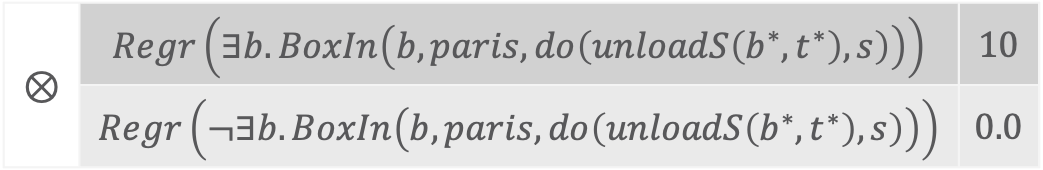 ⊗
Regr(∃b.BoxIn(b,paris,do(unloadS(b*,t*),s))) 10
Regr(¬∃b.BoxIn(b,paris,do(unloadS(b*,t*),s))) 0.0